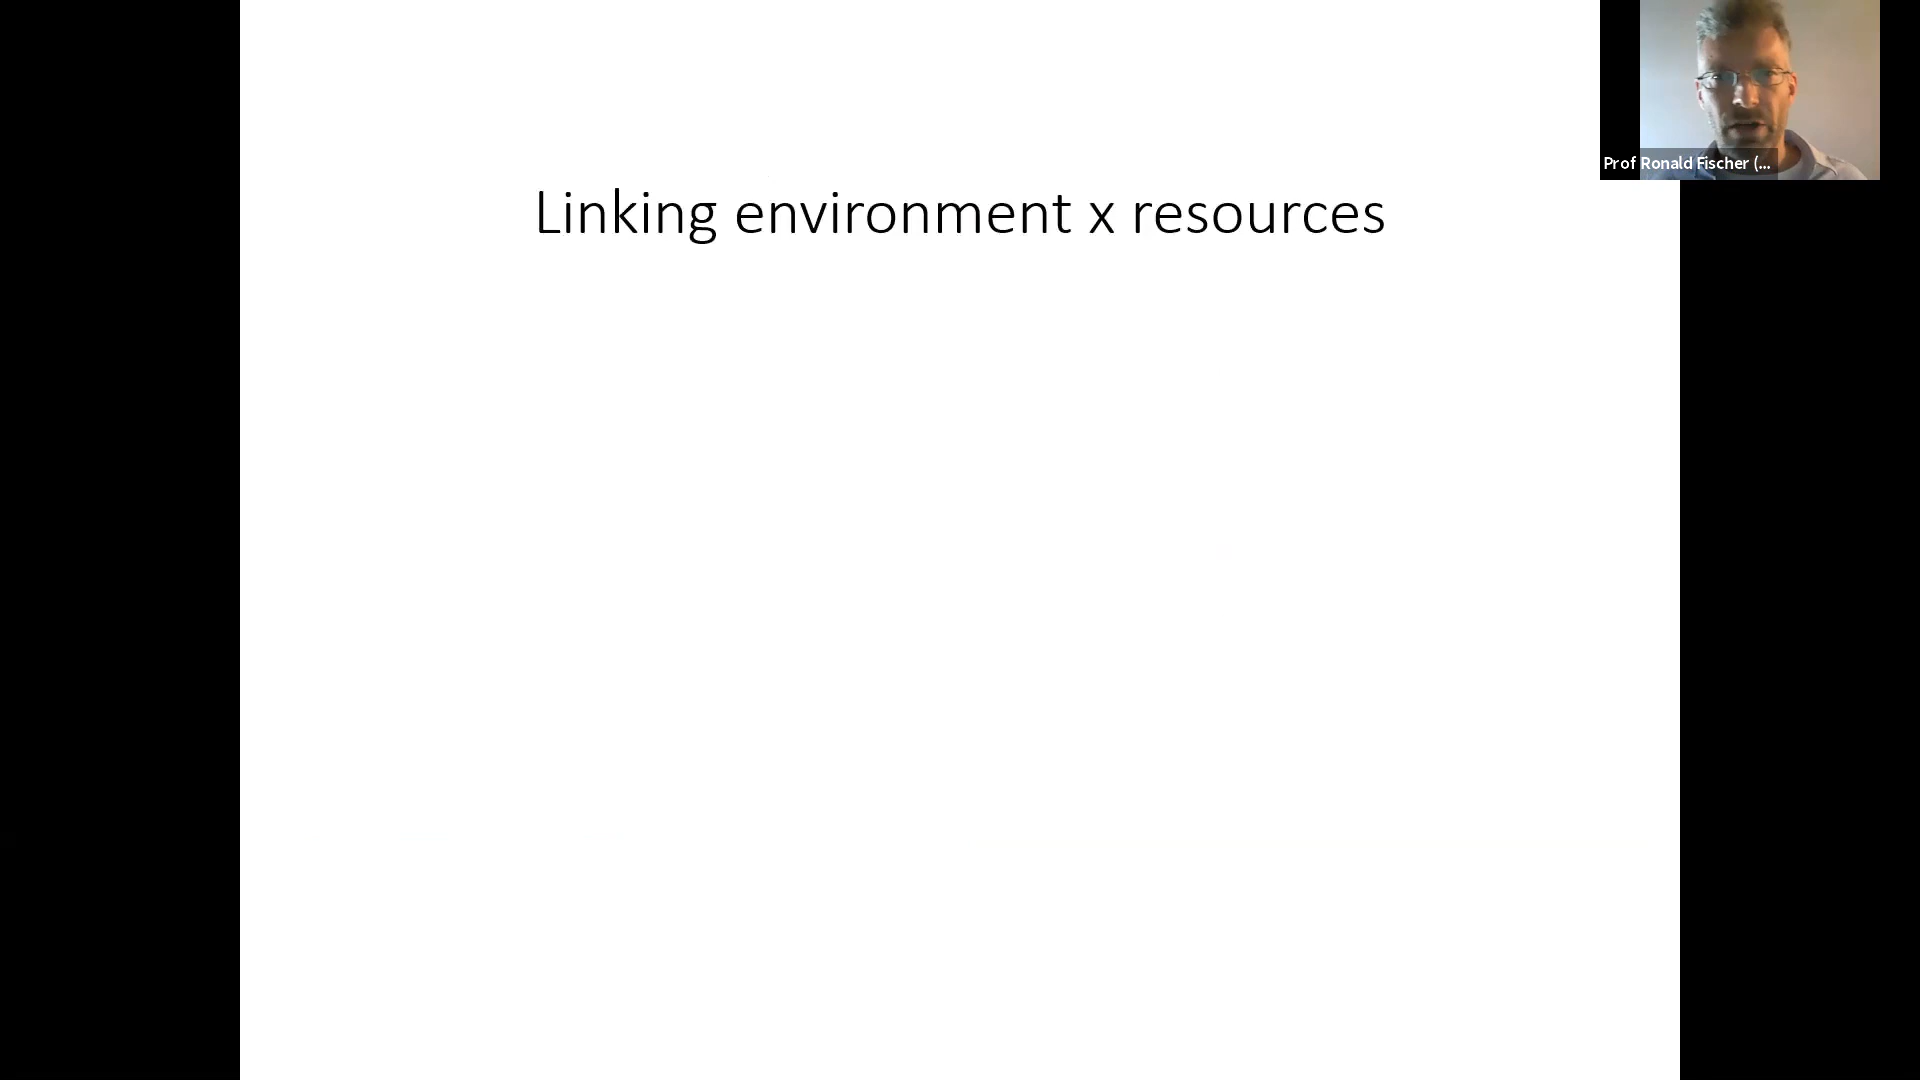 Linking environment x resources
Prof Ronald Fischer (...